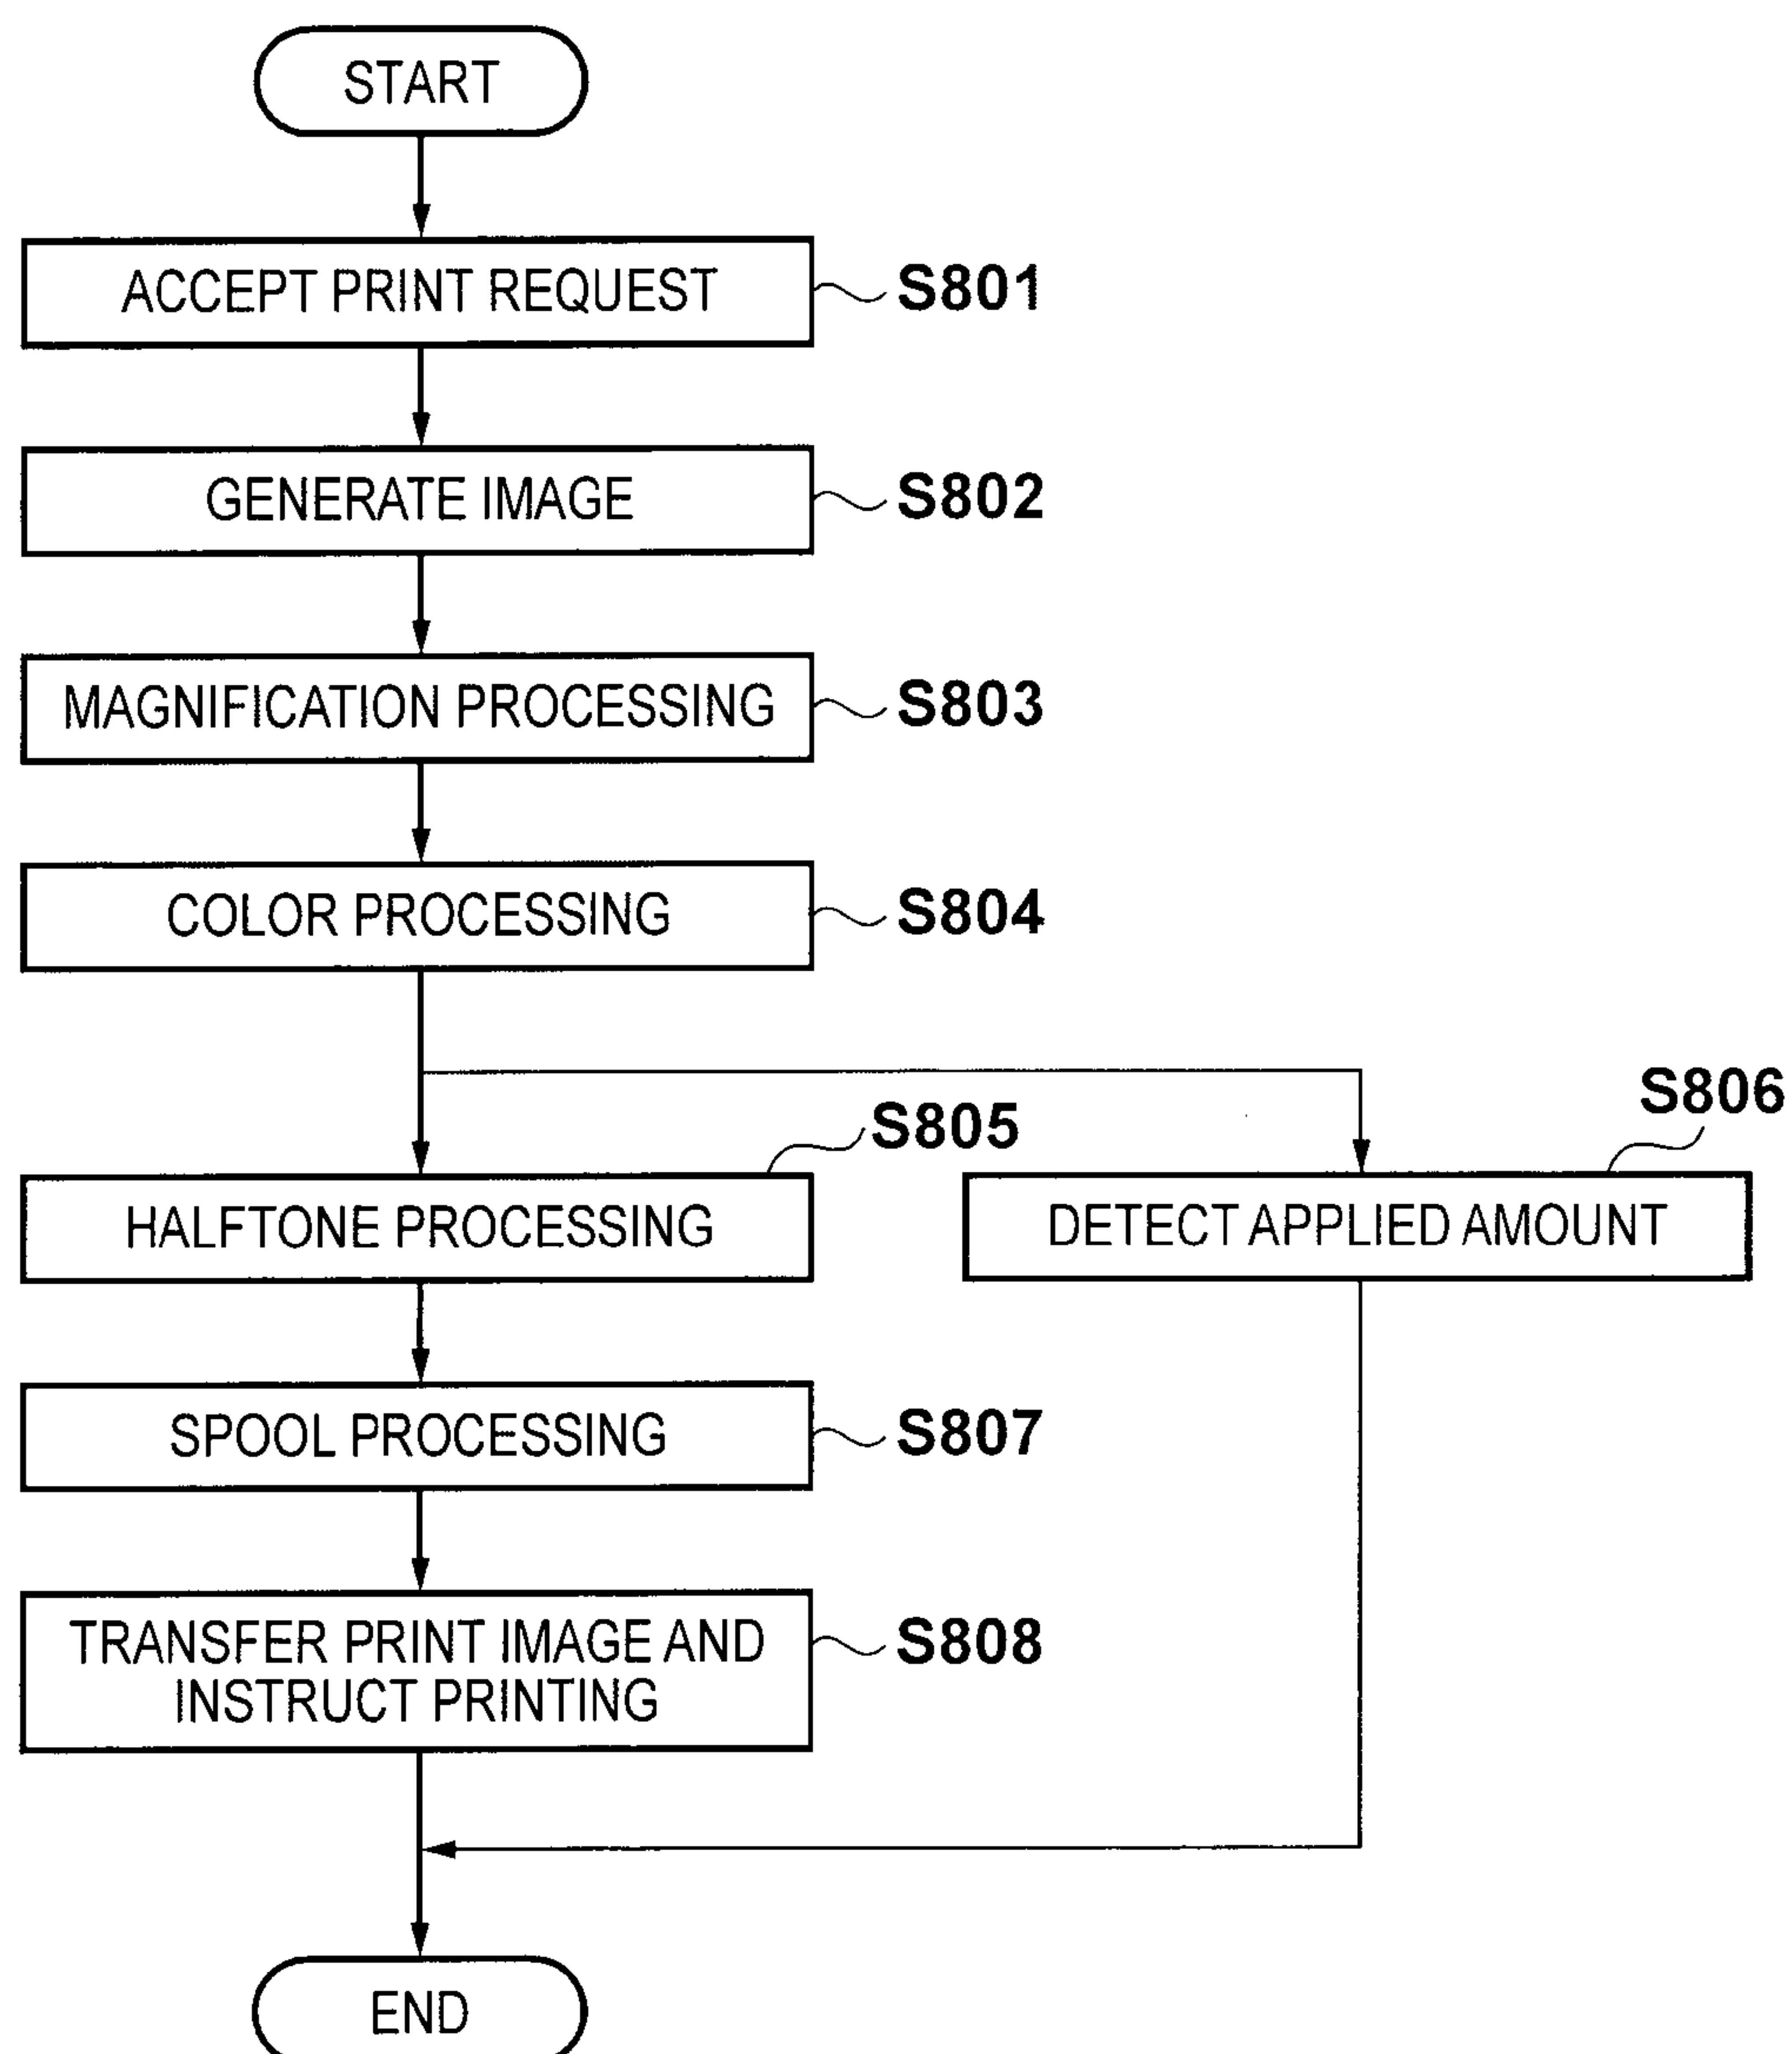 START
ACCEPT PRINT REQUEST
S801
GENERATE IMAGE
S802
MAGNIFICATION PROCESSING
S803
COLOR PROCESSING
S804
S805
S806
HALFTONE PROCESSING
DETECT APPLIED AMOUNT
SPOOL PROCESSING
S807
TRANSFER PRINT IMAGE AND
INSTRUCT PRINTING
S808
END